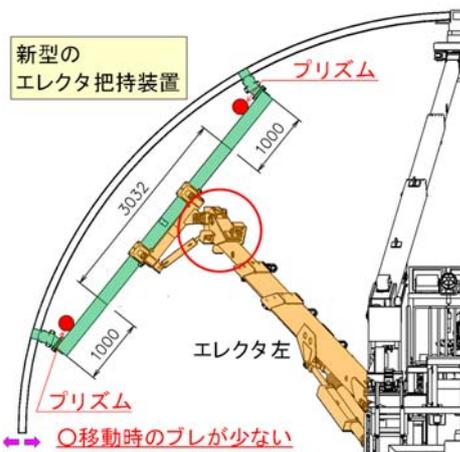 新型の
エレクタ把持装置
プリズム
1000
3032
1000
エレクタ左
プリズム
〇移動時のブレが少ない